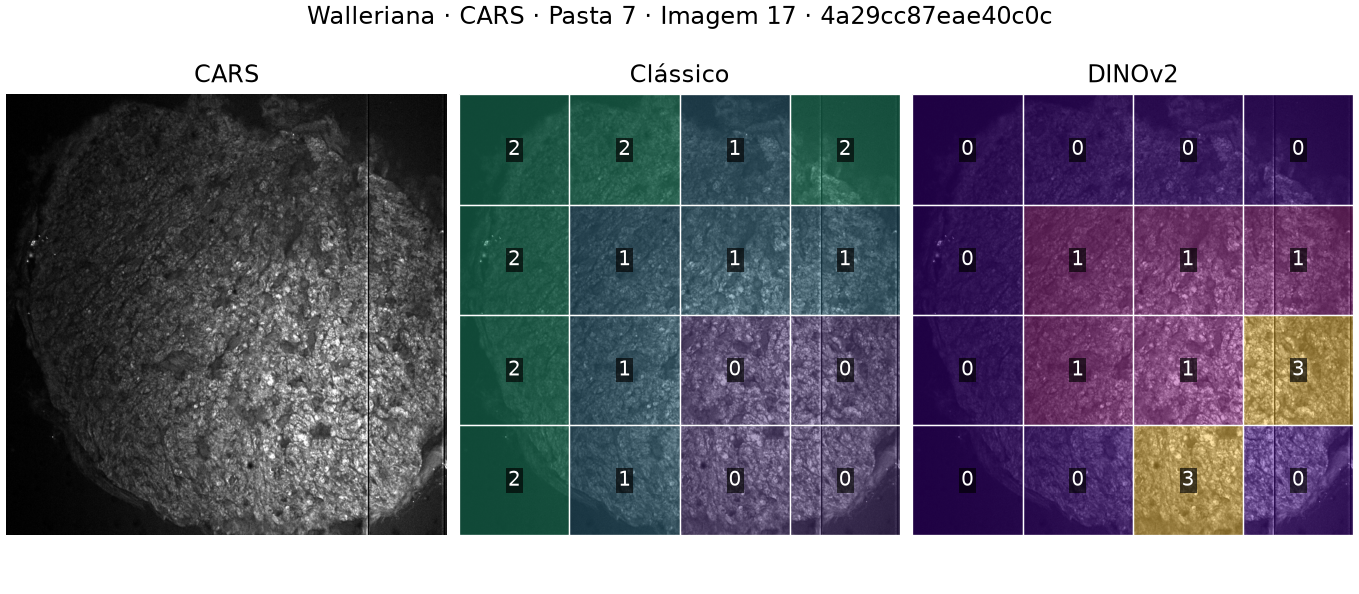 Walleriana · CARS · Pasta 7 · Imagem 17 · 4a29cc87eae40c0c
CARS
Clássico
DINOv2
2 2 1 2
0 0 0 0
2 1 1 1
0 1 1 1
2 1 0 0
0 1 1 3
2 1 0 0
0 0 3 0